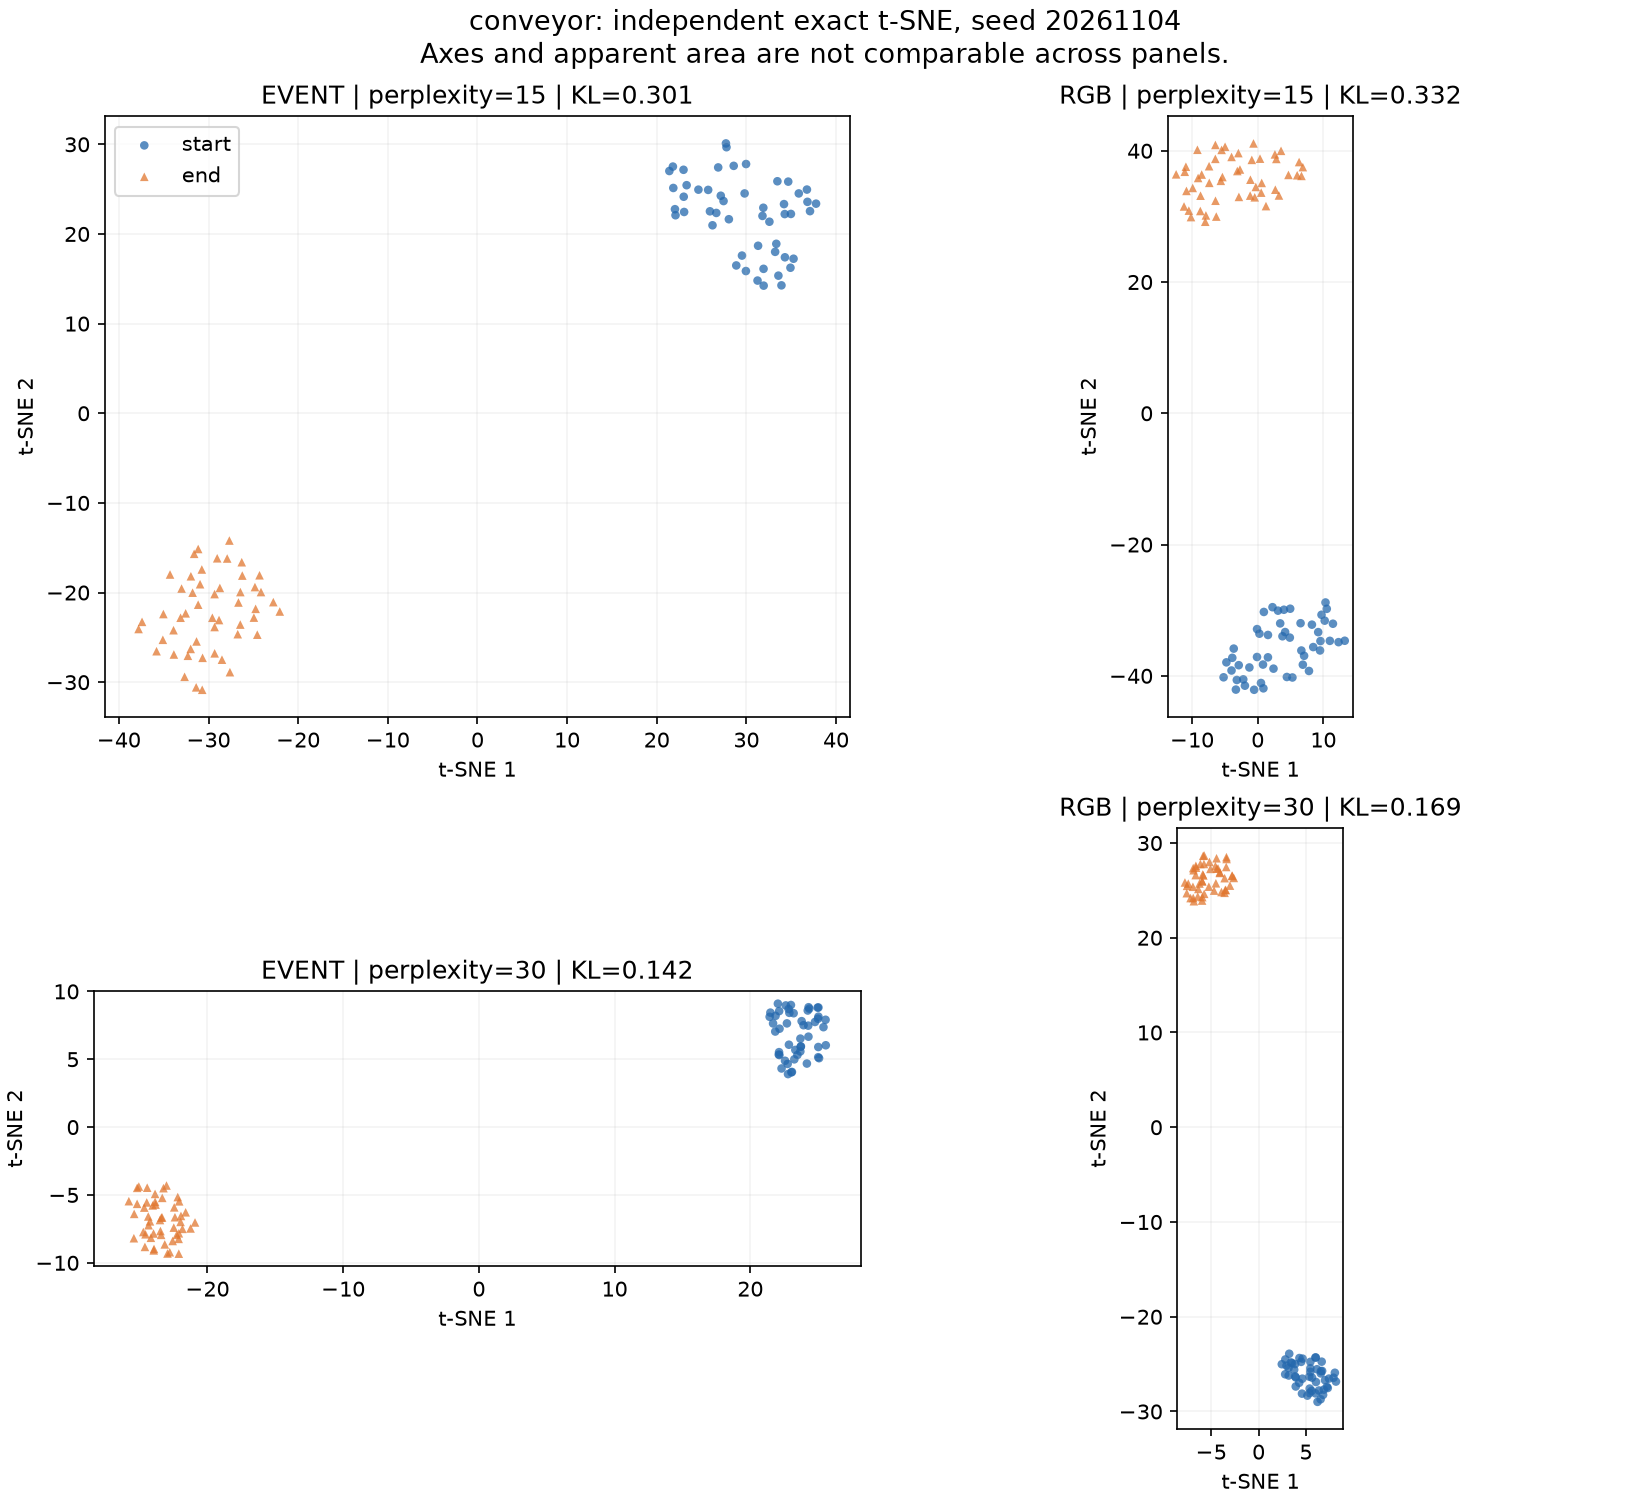 conveyor: independent exact t-SNE, seed 20261104
Axes and apparent area are not comparable across panels.
EVENT | perplexity=15 | KL=0.301
start
end
30
20
10
0
−10
−20
−30
t-SNE 2
−40 −30 −20 −10 0 10 20 30 40
t-SNE 1
RGB | perplexity=15 | KL=0.332
40
20
0
−20
−40
t-SNE 2
−10 0 10
t-SNE 1
EVENT | perplexity=30 | KL=0.142
10
5
0
−5
−10
t-SNE 2
−20 −10 0 10 20
t-SNE 1
RGB | perplexity=30 | KL=0.169
30
20
10
0
−10
−20
−30
t-SNE 2
−5 0 5
t-SNE 1